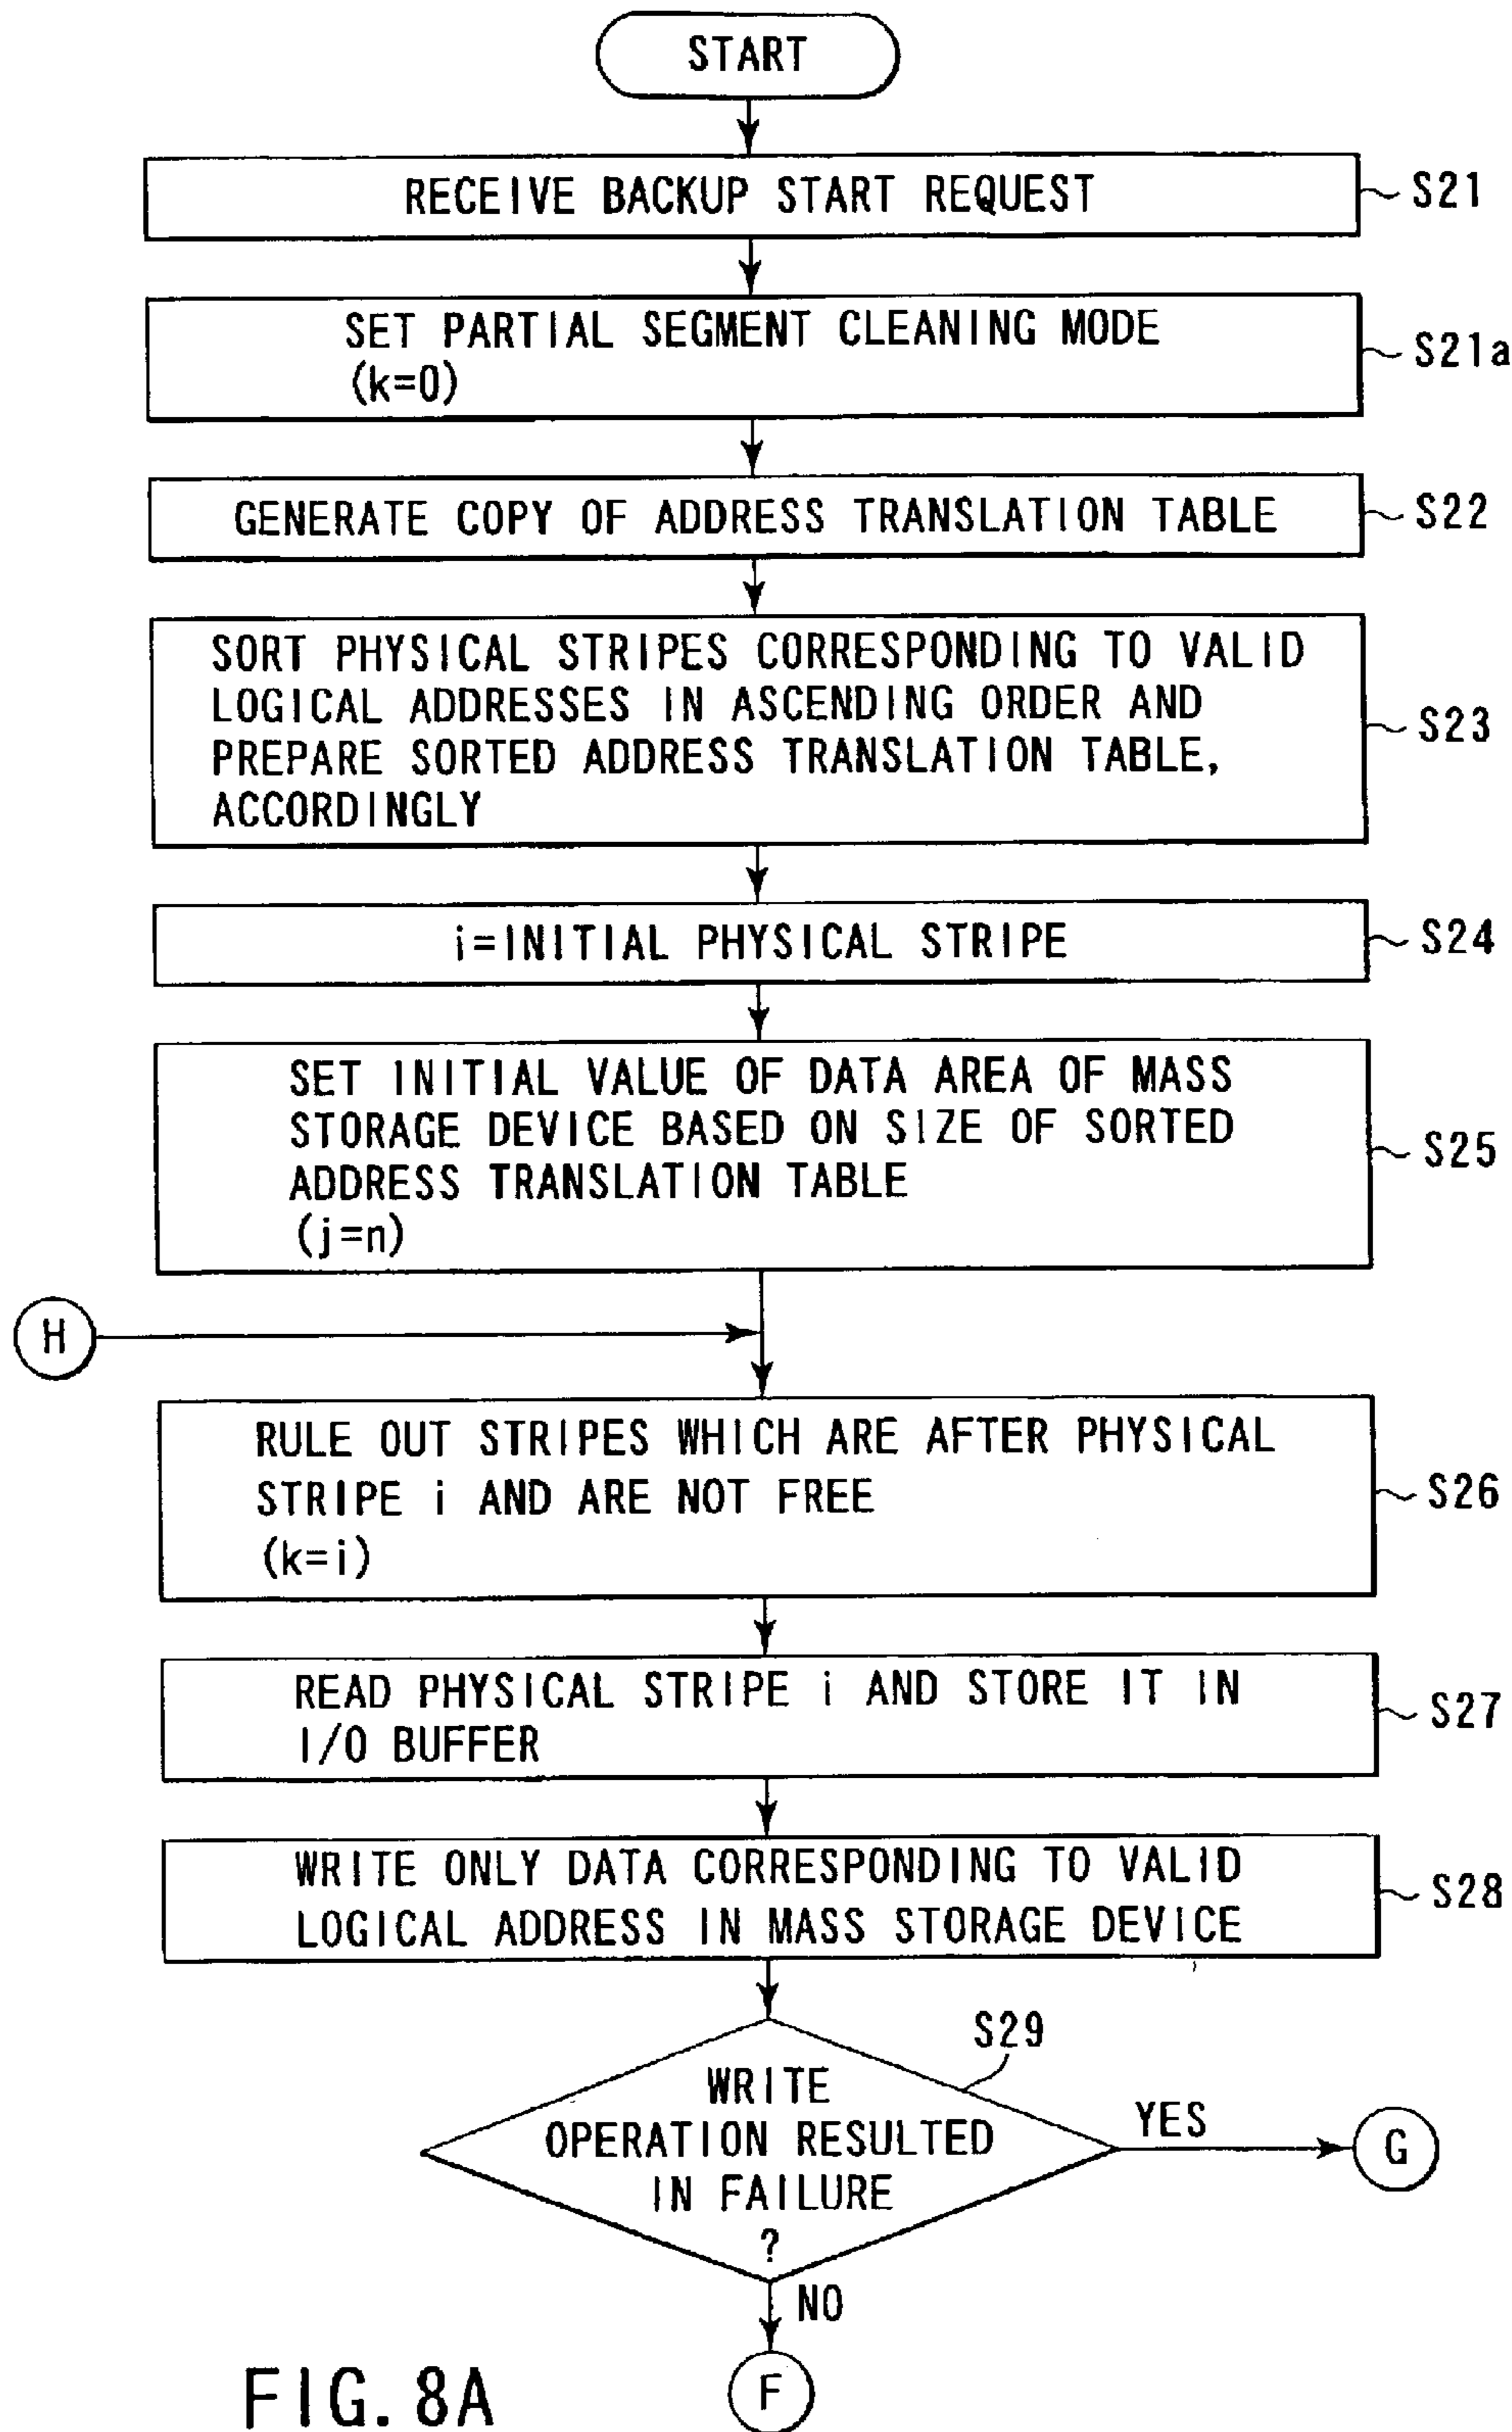 START
RECEIVE BACKUP START REQUEST
S21
SET PARTIAL SEGMENT CLEANING MODE
(k=0)
S21a
GENERATE COPY OF ADDRESS TRANSLATION TABLE
S22
SORT PHYSICAL STRIPES CORRESPONDING TO VALID
LOGICAL ADDRESSES IN ASCENDING ORDER AND
PREPARE SORTED ADDRESS TRANSLATION TABLE,
ACCORDINGLY
S23
i=INITIAL PHYSICAL STRIPE
S24
SET INITIAL VALUE OF DATA AREA OF MASS
STORAGE DEVICE BASED ON SIZE OF SORTED
ADDRESS TRANSLATION TABLE
(j=n)
S25
H
RULE OUT STRIPES WHICH ARE AFTER PHYSICAL
STRIPE i AND ARE NOT FREE
(k=i)
S26
READ PHYSICAL STRIPE i AND STORE IT IN
I/O BUFFER
S27
WRITE ONLY DATA CORRESPONDING TO VALID
LOGICAL ADDRESS IN MASS STORAGE DEVICE
S28
S29
WRITE
OPERATION RESULTED
IN FAILURE
?
YES
G
NO
F
FIG. 8A